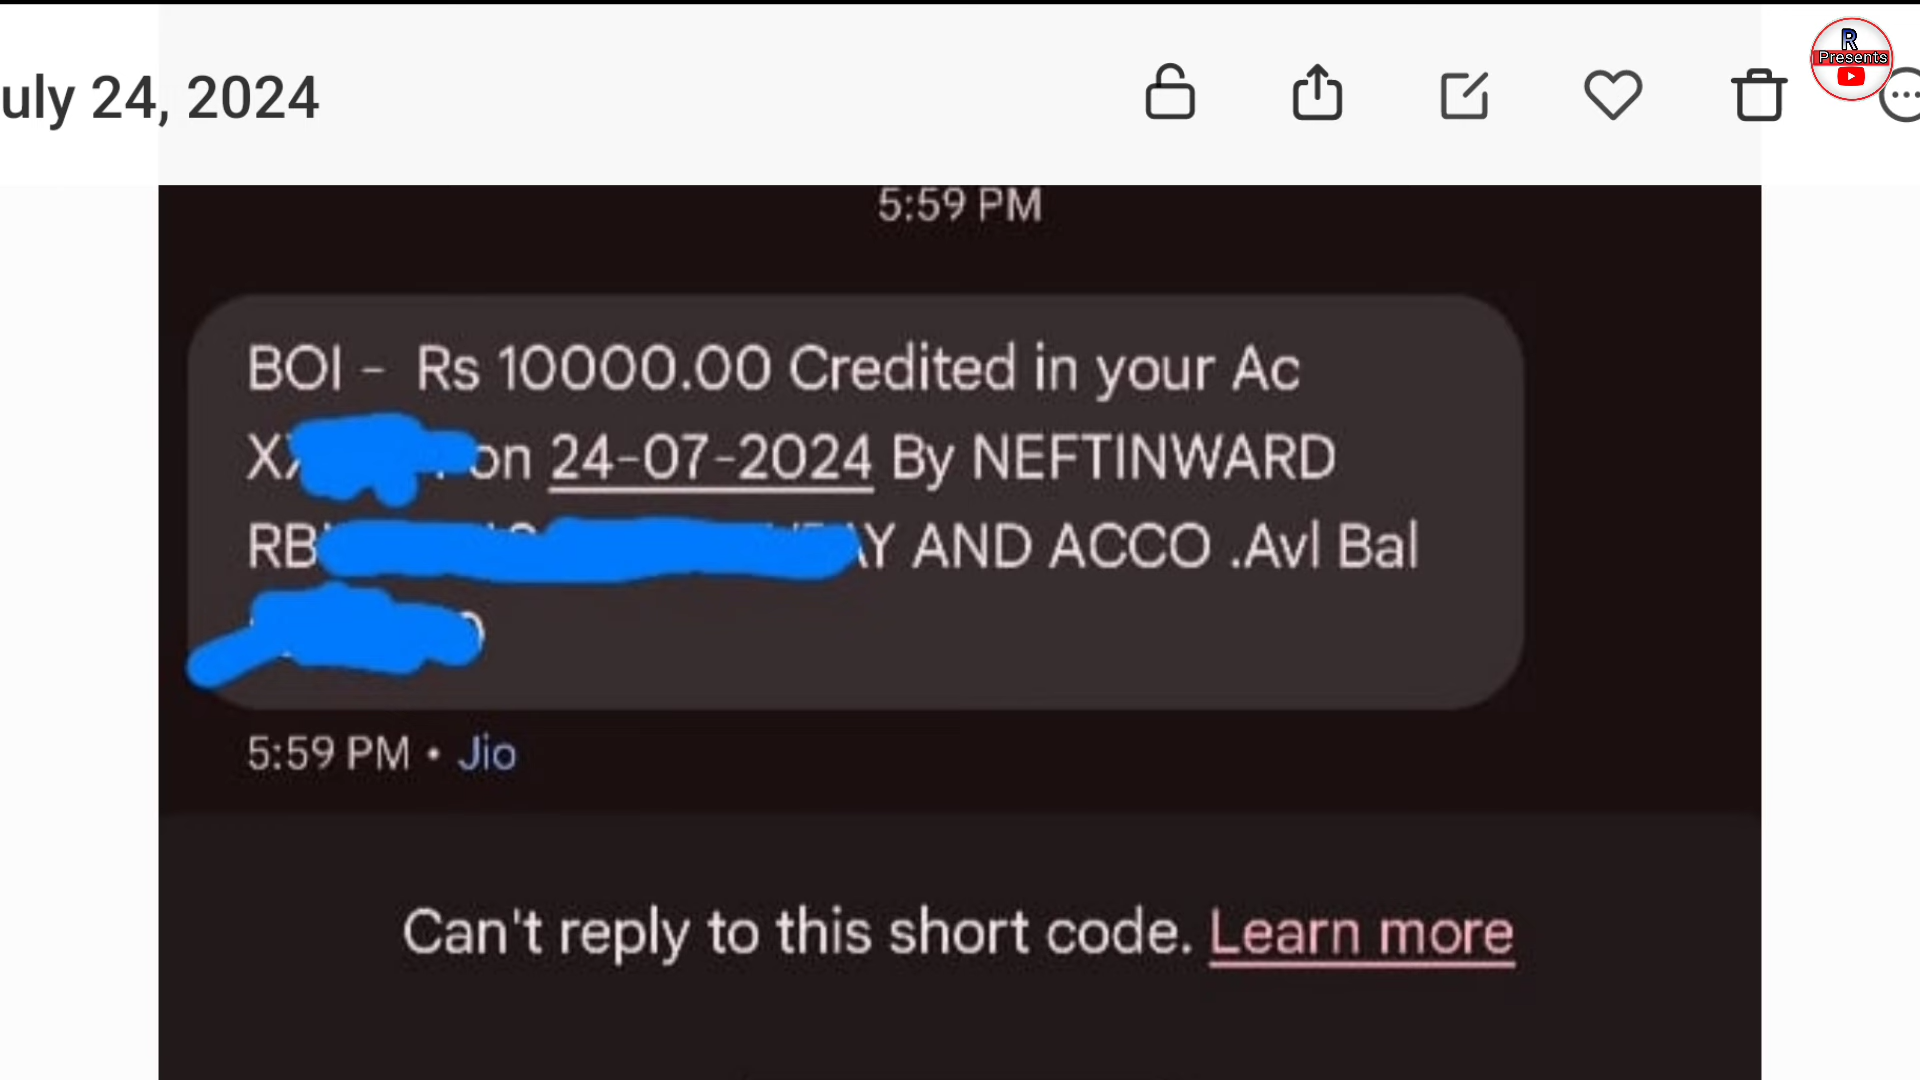 uly 24, 2024
R
Presents
5:59 PM
BOI - Rs 10000.00 Credited in your Ac
on 24-07-2024 By NEFTINWARD
AND ACCO .Avl Bal
5:59 PM • Jio
Can't reply to this short code. Learn more